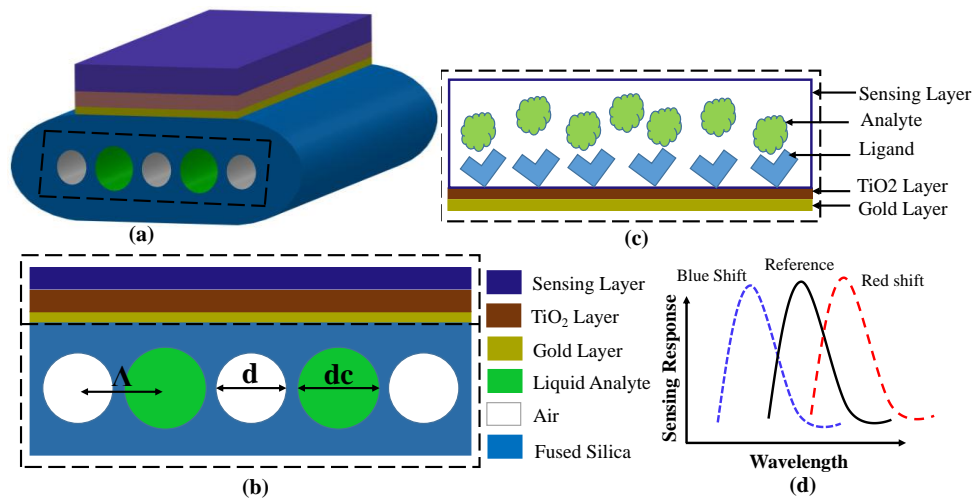 (a)
Sensing Layer
Analyte
Ligand
TiO2 Layer
Gold Layer
(c)
Λ
d
dc
(b)
Sensing Layer
TiO₂ Layer
Gold Layer
Liquid Analyte
Air
Fused Silica
Blue Shift
Reference
Red shift
Sensing Response
Wavelength
(d)